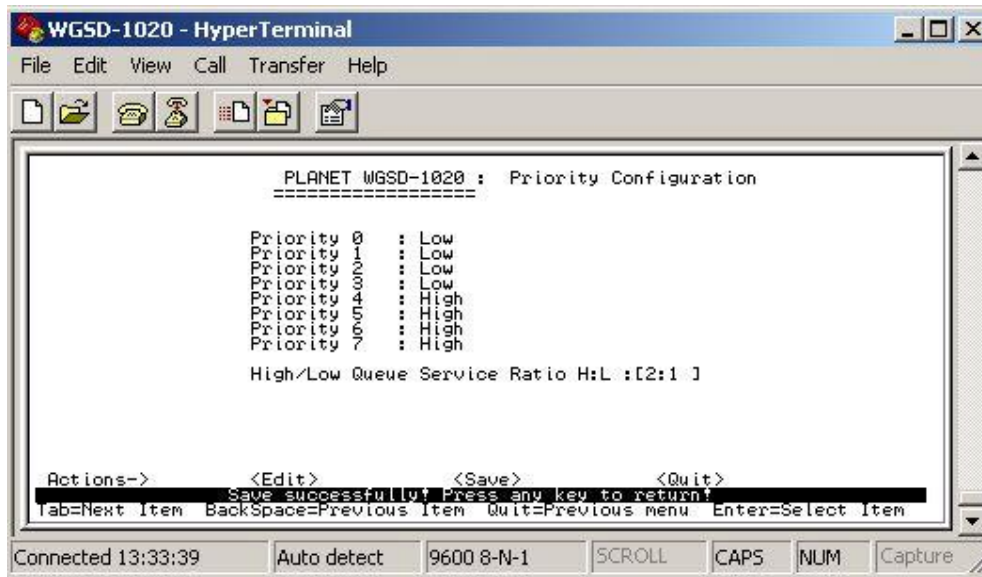 WGSD-1020 - HyperTerminal
File Edit View Call Transfer Help
PLANET WGSD-1020 : Priority Configuration
==================
Priority 0 : Low
Priority 1 : Low
Priority 2 : Low
Priority 3 : Low
Priority 4 : High
Priority 5 : High
Priority 6 : High
Priority 7 : High
High/Low Queue Service Ratio H:L :[2:1 ]
Actions-> <Edit> <Save> <Quit>
Save successfully! Press any key to return!
Tab=Next Item BackSpace=Previous Item Quit=Previous menu Enter=Select Item
Connected 13:33:39 Auto detect 9600 8-N-1 SCROLL CAPS NUM Capture